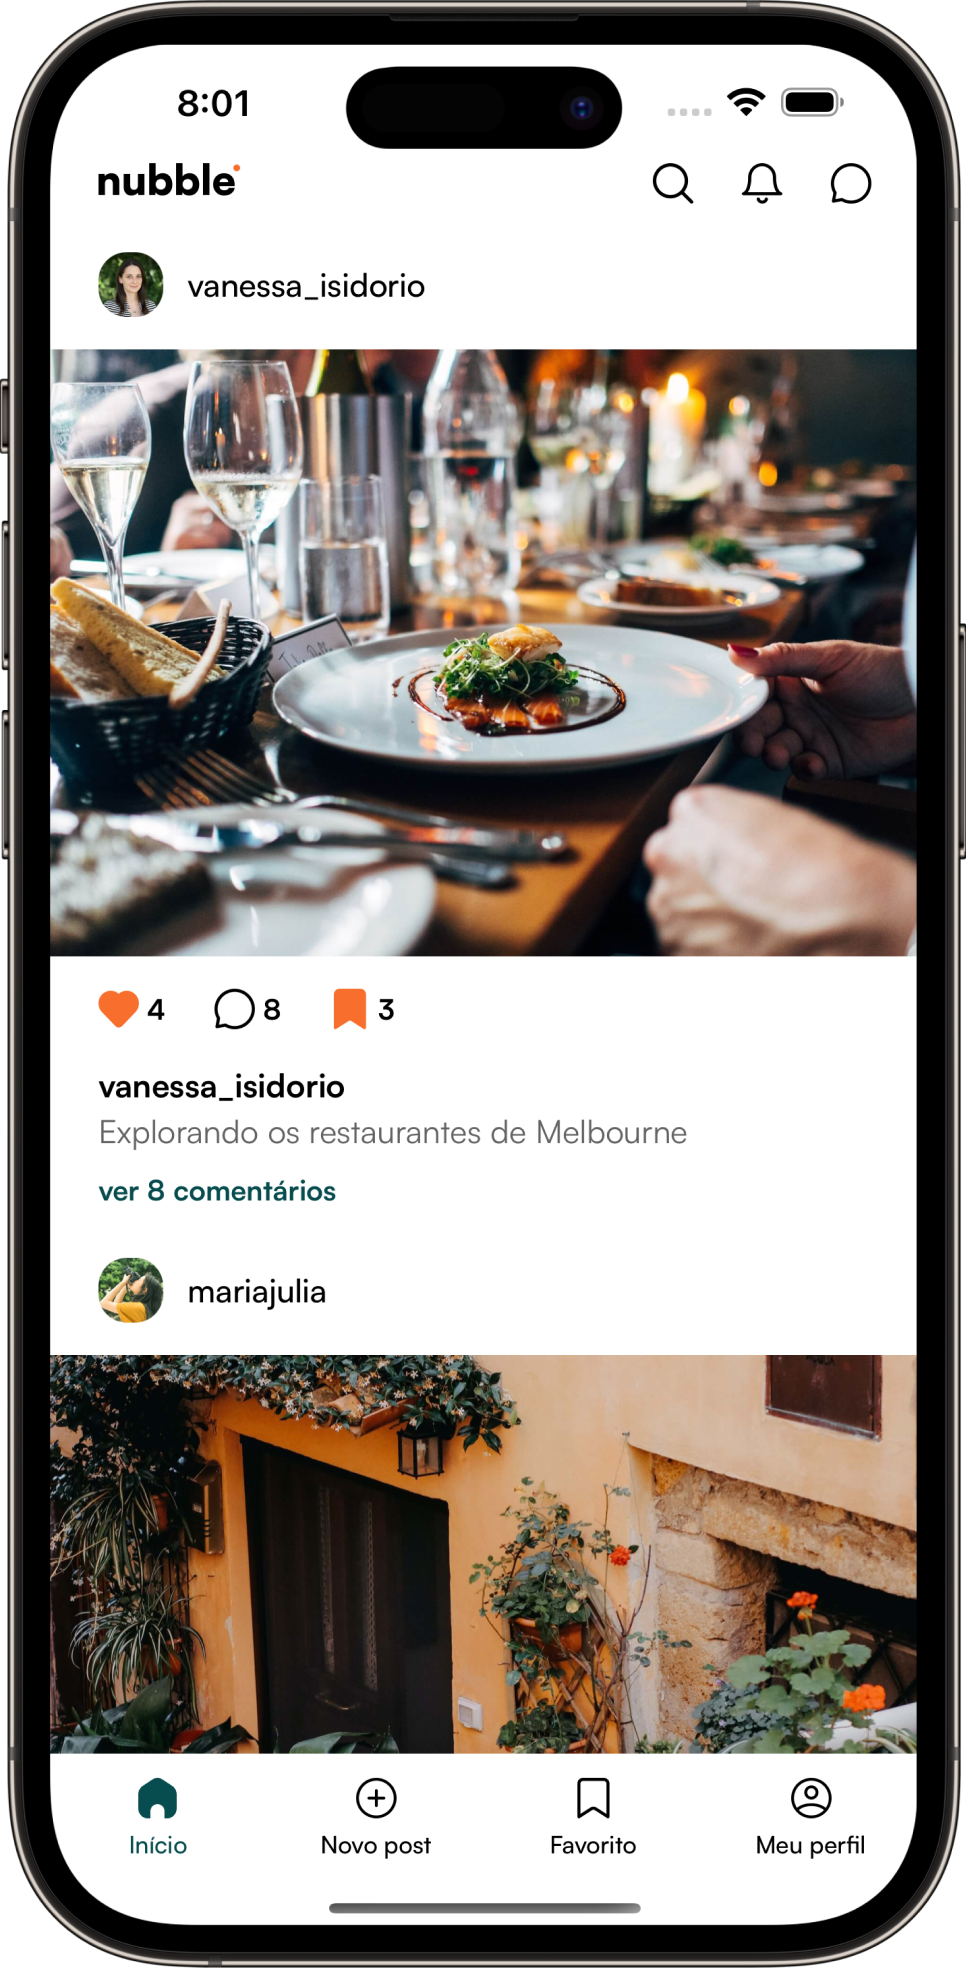 8:01
nubble
vanessa_isidorio
4 8 3
vanessa_isidorio
Explorando os restaurantes de Melbourne
ver 8 comentários
mariajulia
Início Novo post Favorito Meu perfil